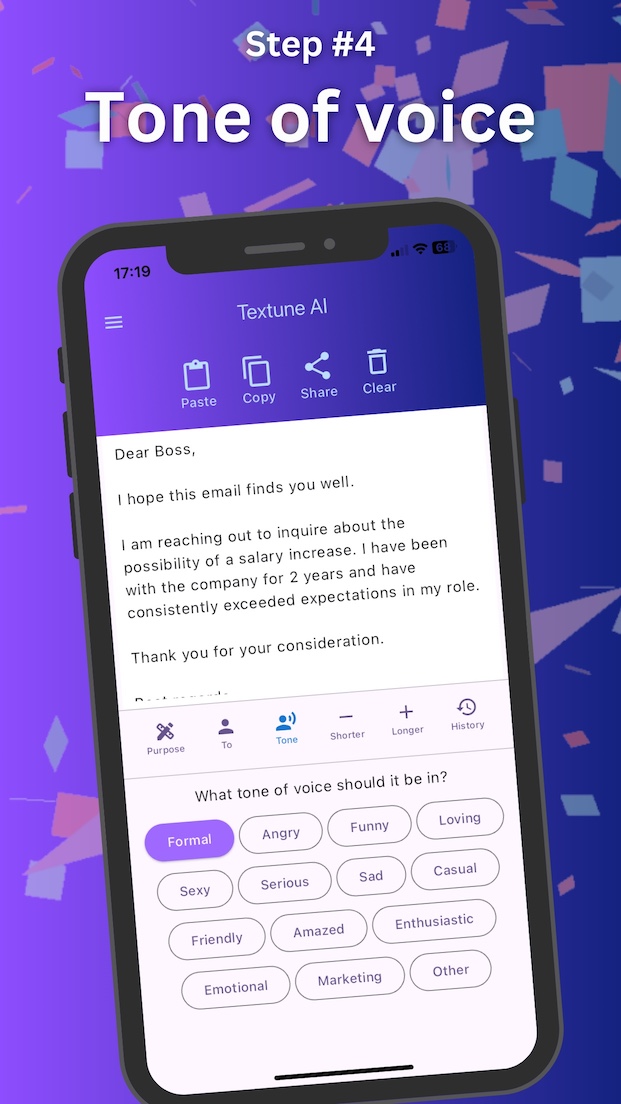 Step #4
Tone of voice
17:19
68
Textune AI
Paste
Copy
Share
Clear
Dear Boss,
I hope this email finds you well.
I am reaching out to inquire about the
possibility of a salary increase. I have been
with the company for 2 years and have
consistently exceeded expectations in my role.
Thank you for your consideration.
Purpose
To
Tone
Shorter
Longer
History
What tone of voice should it be in?
Formal
Angry
Funny
Loving
Sexy
Serious
Sad
Casual
Friendly
Amazed
Enthusiastic
Emotional
Marketing
Other